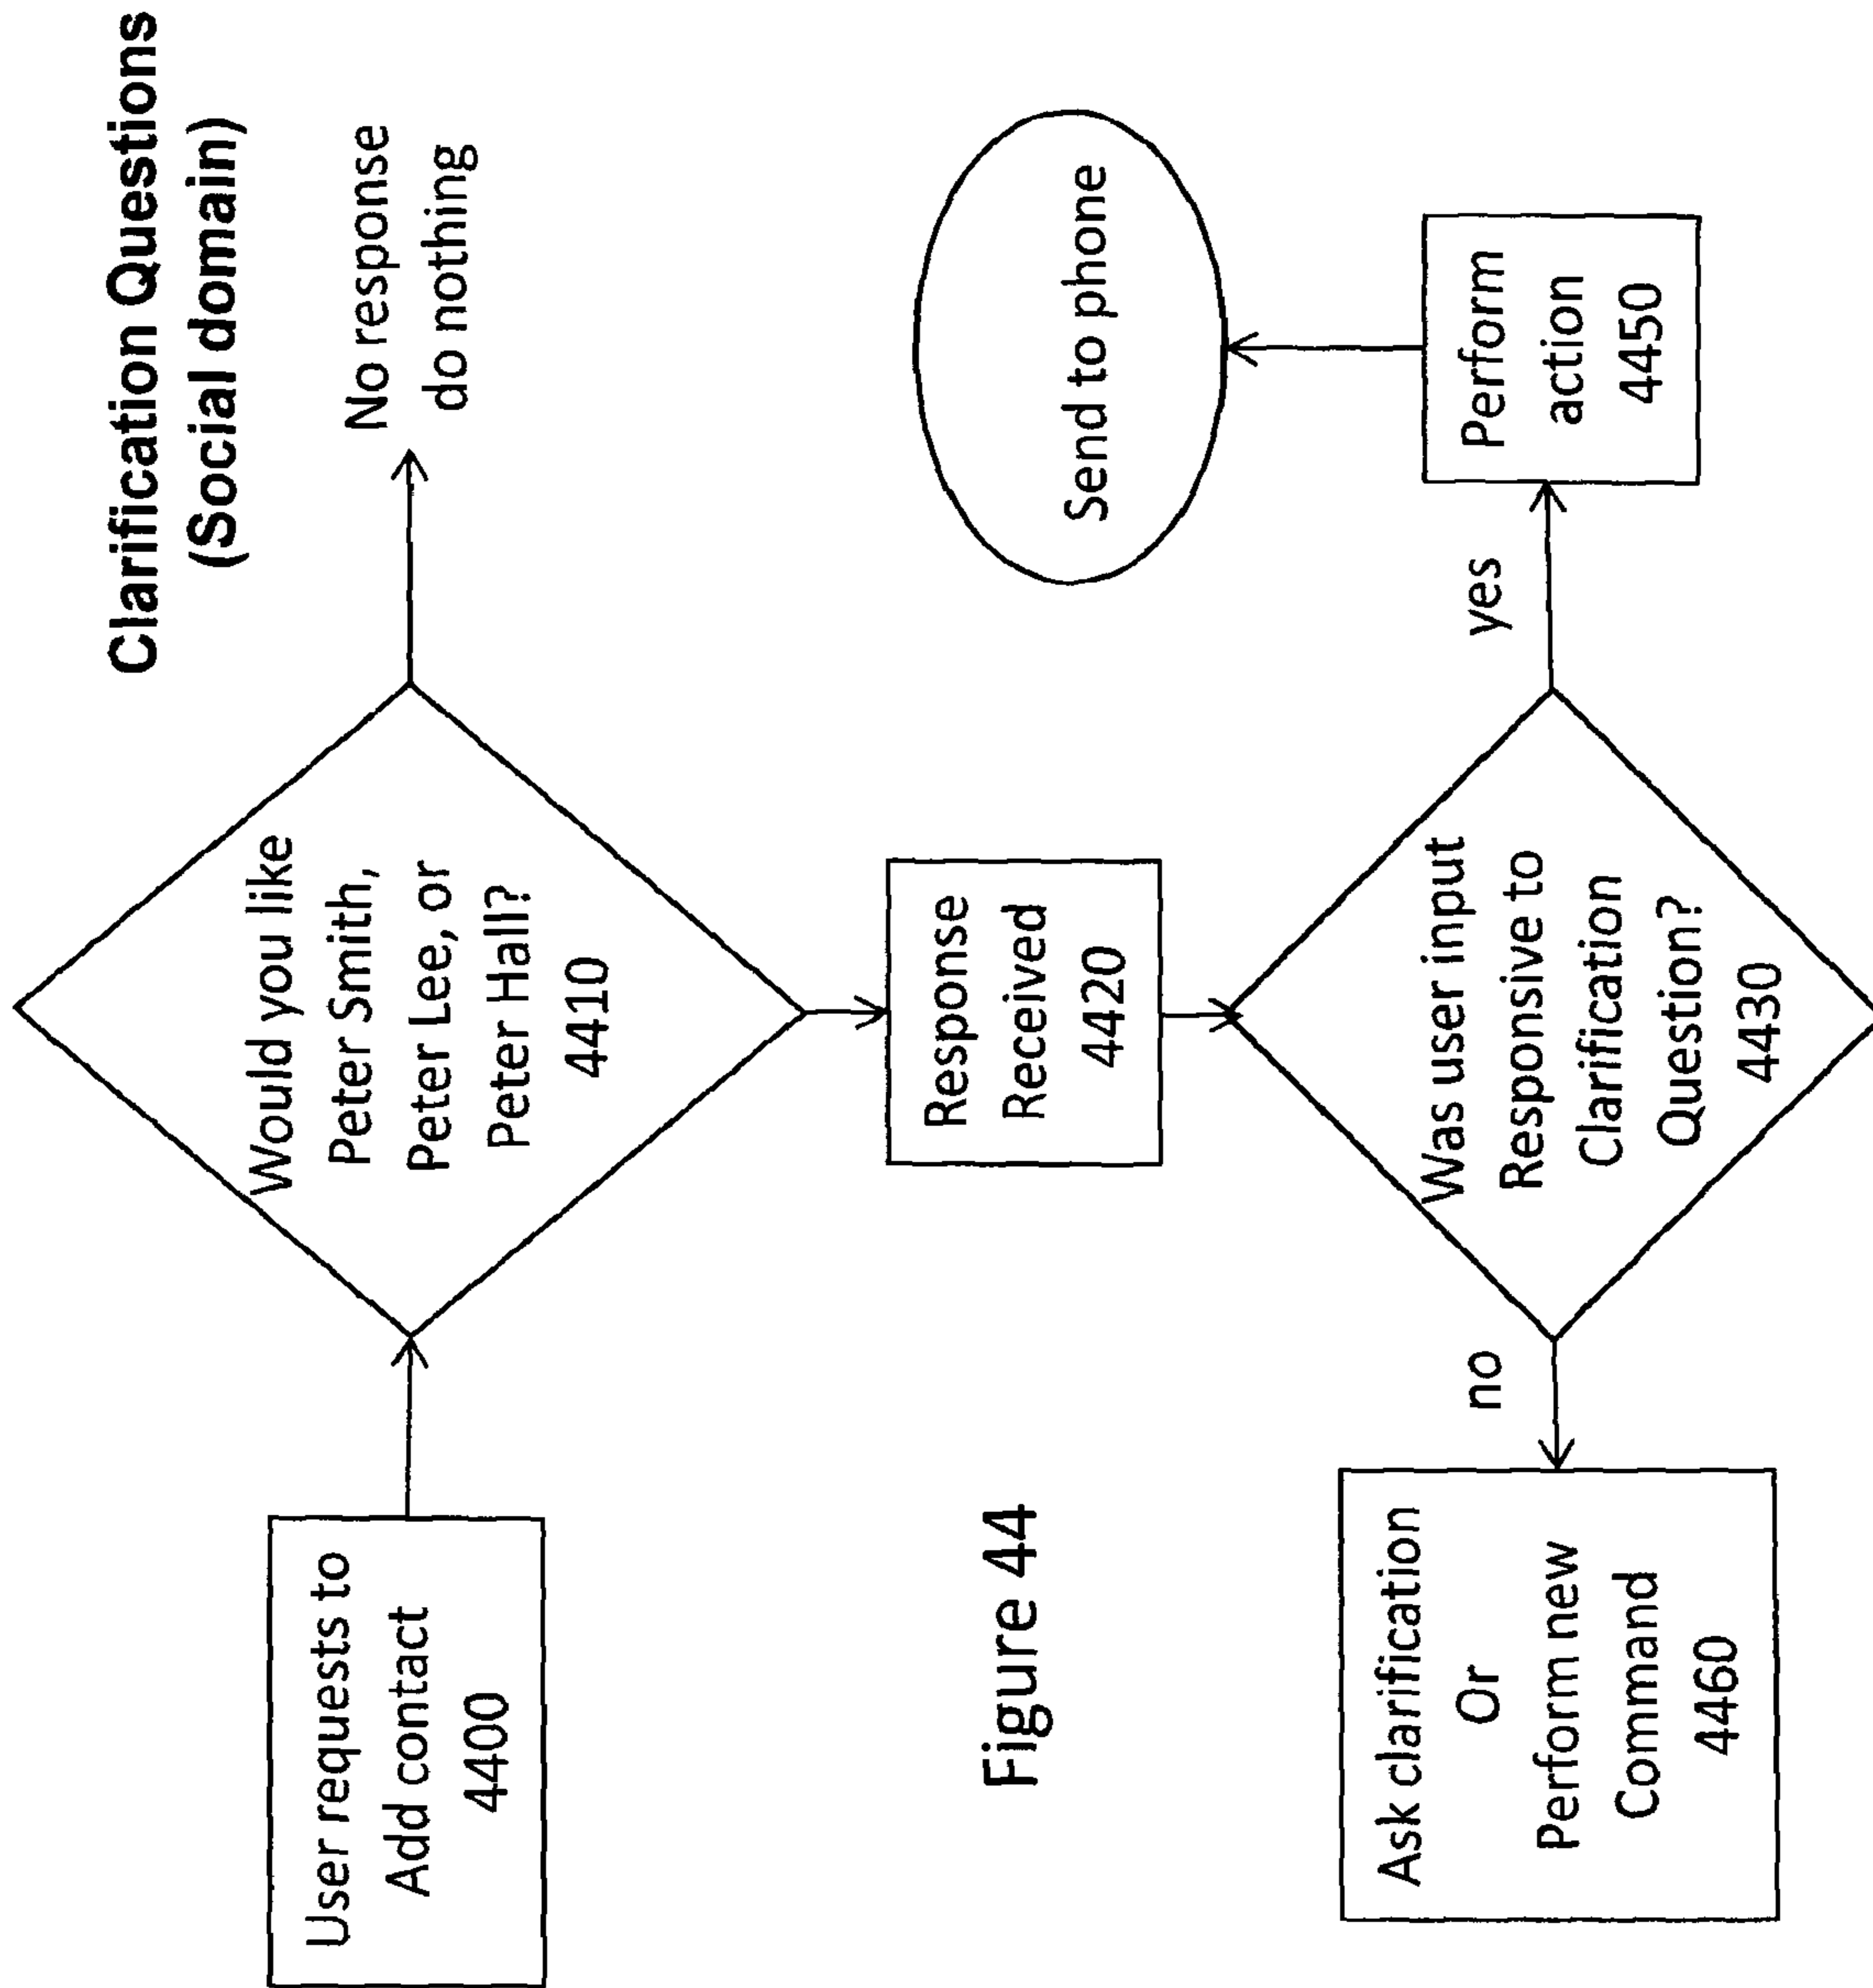 Clarification Questions
(Social domain)
User requests to
Add contact
4400
Would you like
Peter Smith,
Peter Lee, or
Peter Hall?
4410
No response
do nothing
Response
Received
4420
Was user input
Responsive to
Clarification
Question?
4430
no
Ask clarification
Or
Perform new
Command
4460
yes
Perform
action
4450
Send to phone
Figure 44